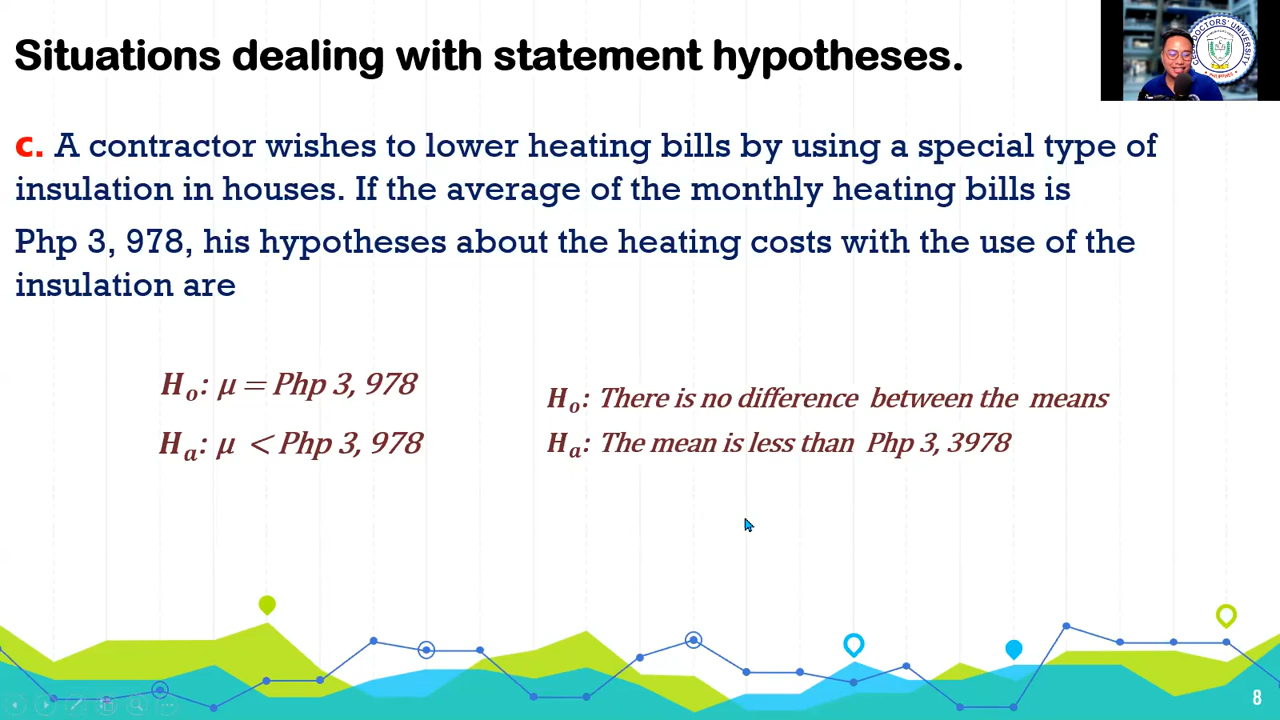 Situations dealing with statement hypotheses.
c. A contractor wishes to lower heating bills by using a special type of
insulation in houses. If the average of the monthly heating bills is
Php 3, 978, his hypotheses about the heating costs with the use of the
insulation are
Hₒ: μ = Php 3, 978
Hₐ: μ < Php 3, 978
Hₒ: There is no difference between the means
Hₐ: The mean is less than Php 3, 3978
8